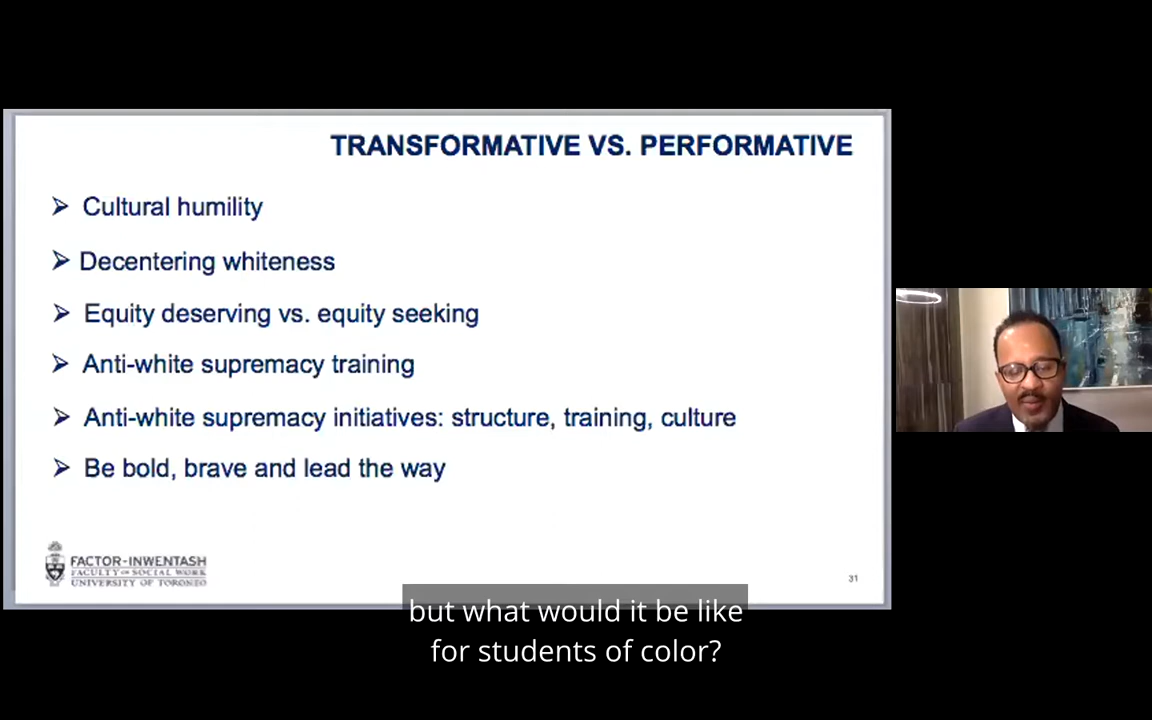 TRANSFORMATIVE VS. PERFORMATIVE
Cultural humility
Decentering whiteness
Equity deserving vs. equity seeking
Anti-white supremacy training
Anti-white supremacy initiatives: structure, training, culture
Be bold, brave and lead the way
FACTOR-INWENTASH
FACULTY OF SOCIAL WORK
UNIVERSITY OF TORONTO
31
but what would it be like
for students of color?